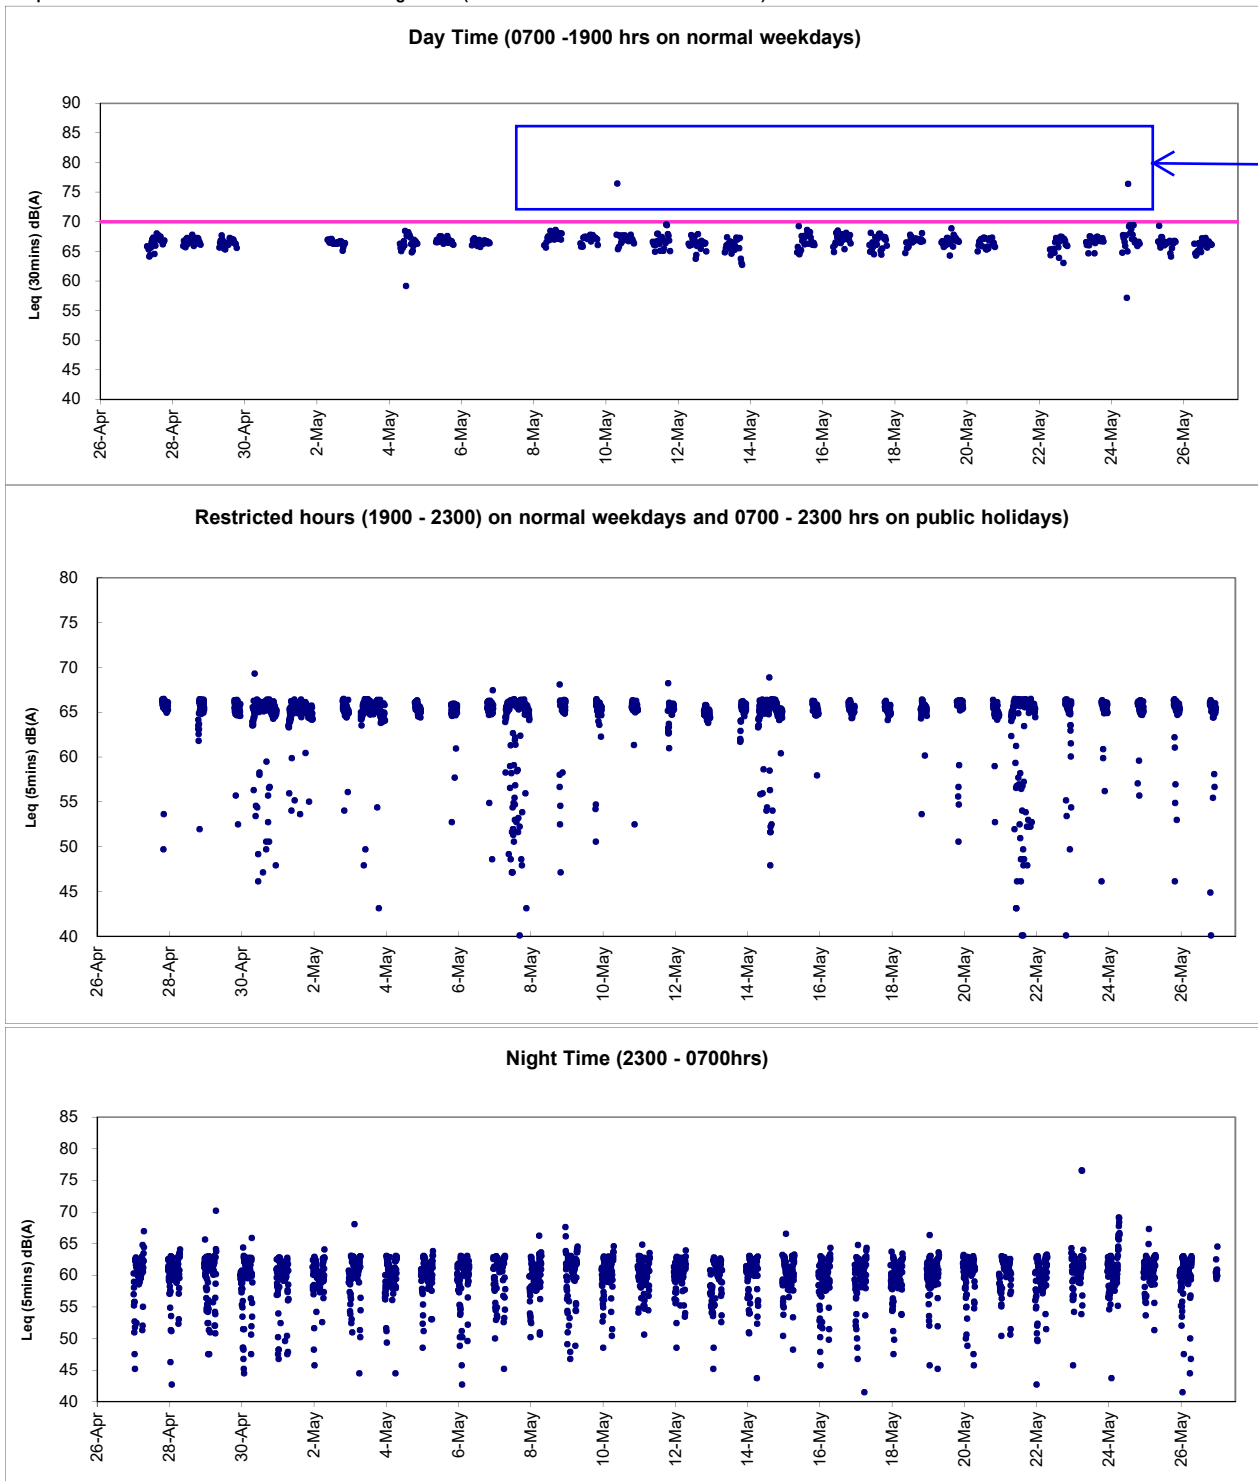 Day Time (0700 -1900 hrs on normal weekdays)
Leq (30mins) dB(A)
90
85
80
75
70
65
60
55
50
45
40
26-Apr
28-Apr
30-Apr
2-May
4-May
6-May
8-May
10-May
12-May
14-May
16-May
18-May
20-May
22-May
24-May
26-May
Restricted hours (1900 - 2300) on normal weekdays and 0700 - 2300 hrs on public holidays)
Leq (5mins) dB(A)
80
75
70
65
60
55
50
45
40
26-Apr
28-Apr
30-Apr
2-May
4-May
6-May
8-May
10-May
12-May
14-May
16-May
18-May
20-May
22-May
24-May
26-May
Night Time (2300 - 0700hrs)
Leq (5mins) dB(A)
85
80
75
70
65
60
55
50
45
40
26-Apr
28-Apr
30-Apr
2-May
4-May
6-May
8-May
10-May
12-May
14-May
16-May
18-May
20-May
22-May
24-May
26-May